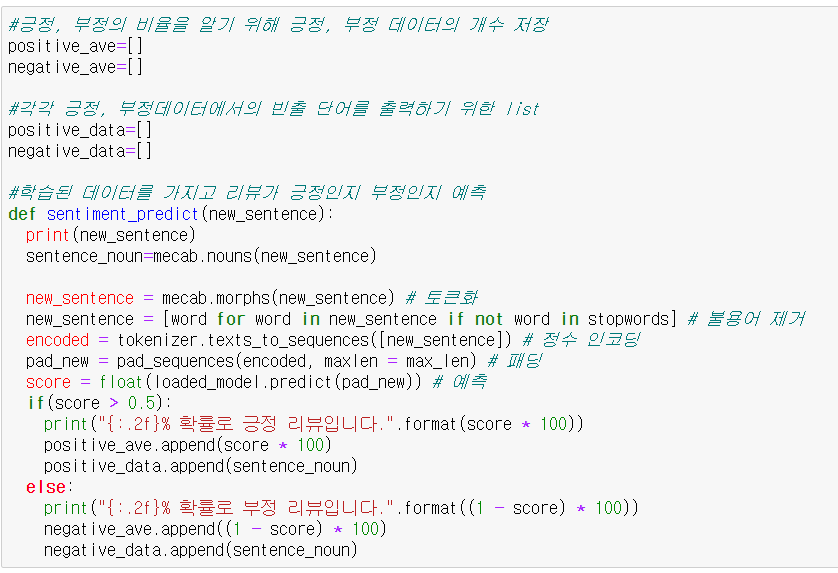 #긍정, 부정의 비율을 알기 위해 긍정, 부정 데이터의 개수 저장
positive_ave=[]
negative_ave=[]
#각각 긍정, 부정데이터에서의 빈출 단어를 출력하기 위한 list
positive_data=[]
negative_data=[]
#학습된 데이터를 가지고 리뷰가 긍정인지 부정인지 예측
def sentiment_predict(new_sentence):
  print(new_sentence)
  sentence_noun=mecab.nouns(new_sentence)
  new_sentence = mecab.morphs(new_sentence) # 토큰화
  new_sentence = [word for word in new_sentence if not word in stopwords] # 불용어 제거
  encoded = tokenizer.texts_to_sequences([new_sentence]) # 정수 인코딩
  pad_new = pad_sequences(encoded, maxlen = max_len) # 패딩
  score = float(loaded_model.predict(pad_new)) # 예측
  if(score > 0.5):
    print("{:.2f}% 확률로 긍정 리뷰입니다.".format(score * 100))
    positive_ave.append(score * 100)
    positive_data.append(sentence_noun)
  else:
    print("{:.2f}% 확률로 부정 리뷰입니다.".format((1 - score) * 100))
    negative_ave.append((1 - score) * 100)
    negative_data.append(sentence_noun)